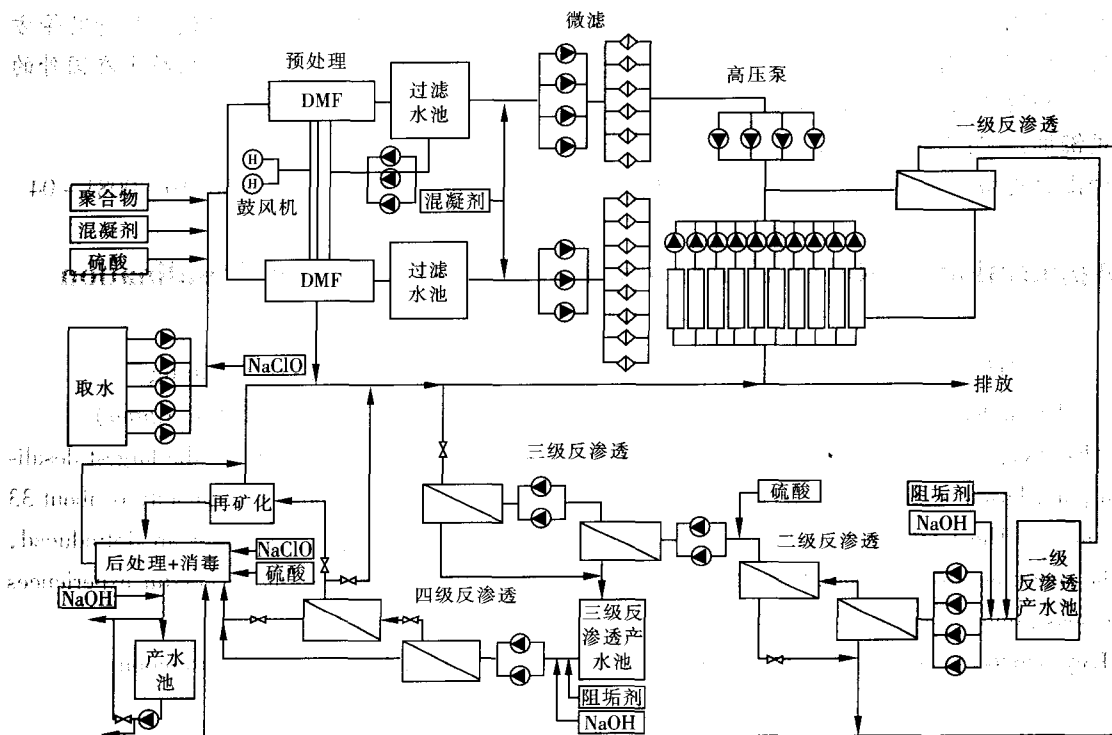 微滤
预处理
高压泵
DMF
过滤
水池
一级反渗透
H
H
鼓风机
聚合物
混凝剂
硫酸
混凝剂
DMF
过滤
水池
NaClO
取水
排放
三级反渗透
硫酸
阻垢剂
NaOH
再矿化
二级反渗透
一级
反渗透
产水池
NaClO
后处理+消毒
硫酸
NaOH
四级反渗透
三级反
渗透产
水池
产水
池
阻垢剂
NaOH